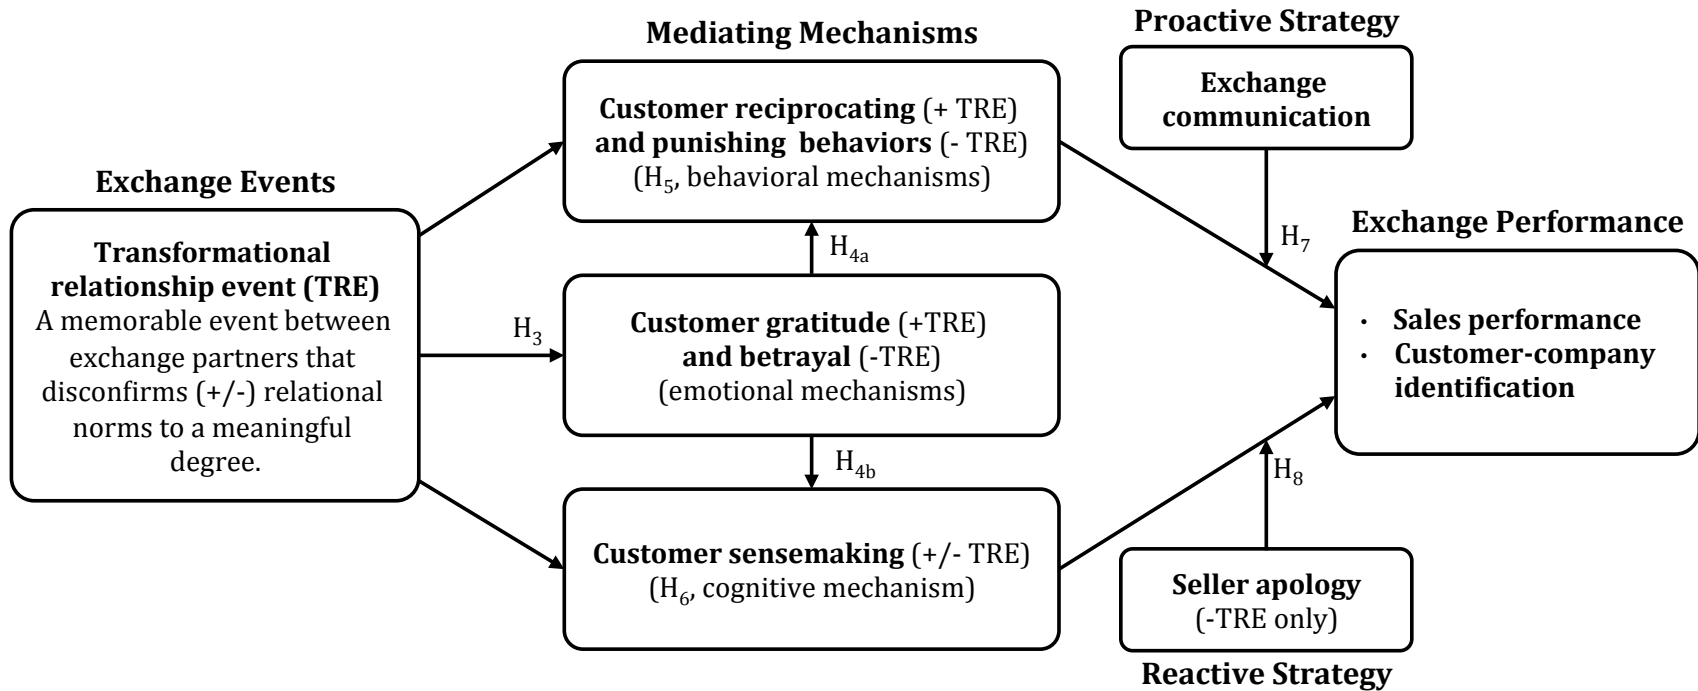 Exchange Events
Transformational
relationship event (TRE)
A memorable event between
exchange partners that
disconfirms (+/-) relational
norms to a meaningful
degree.
H3
Mediating Mechanisms
Customer reciprocating (+ TRE)
and punishing behaviors (- TRE)
(H5, behavioral mechanisms)
H4a
Customer gratitude (+TRE)
and betrayal (-TRE)
(emotional mechanisms)
H4b
Customer sensemaking (+/- TRE)
(H6, cognitive mechanism)
Proactive Strategy
Exchange
communication
H7
Exchange Performance
· Sales performance
· Customer-company
identification
H8
Seller apology
(-TRE only)
Reactive Strategy